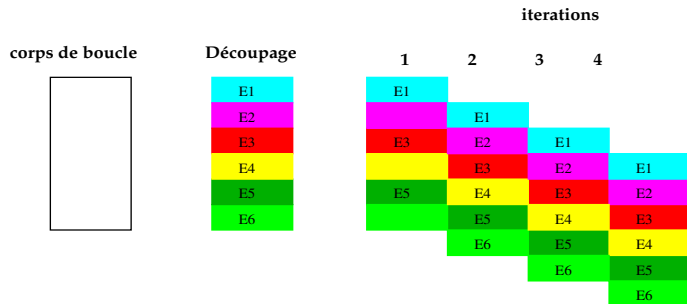 iterations
corps de boucle Découpage 1 2 3 4
E1 E1
E2 E1
E3 E3 E2 E1
E4 E3 E2 E1
E5 E5 E4 E3 E2
E6 E5 E4 E3
E6 E5 E4
E6 E5
E6